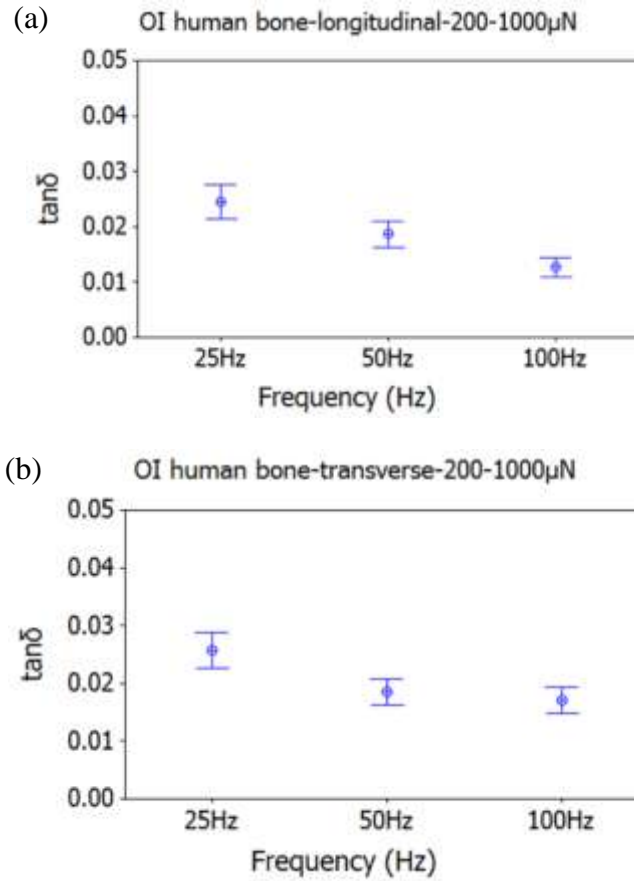 (a) OI human bone-longitudinal-200-1000µN
0.05
0.04
0.03
0.02
0.01
0.00
tanδ
25Hz 50Hz 100Hz
Frequency (Hz)
(b) OI human bone-transverse-200-1000µN
0.05
0.04
0.03
0.02
0.01
0.00
tanδ
25Hz 50Hz 100Hz
Frequency (Hz)